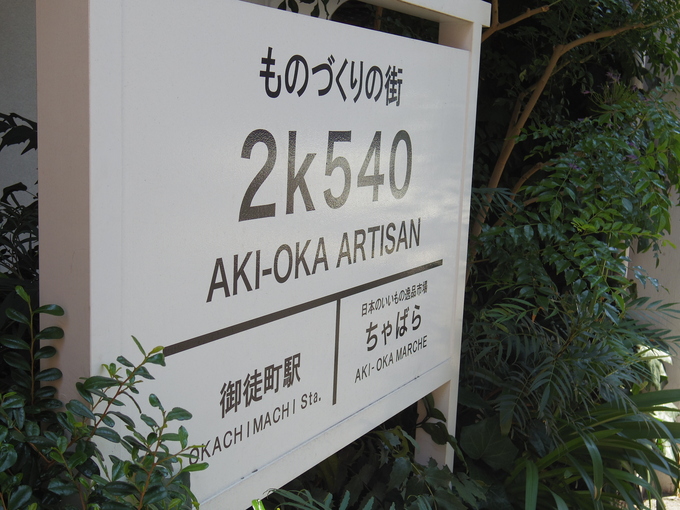 ものづくりの街
2k540
AKI-OKA ARTISAN
御徒町駅
OKACHIMACHI Sta.
日本のいいもの逸品市場
ちゃばら
AKI-OKA MARCHE